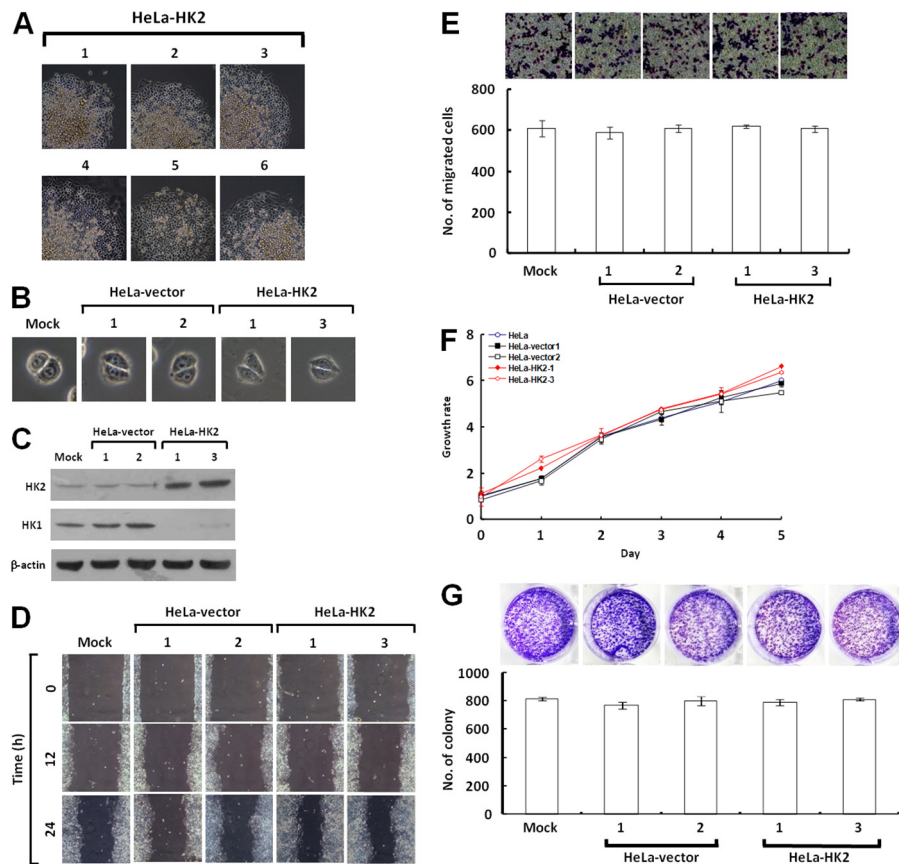 A
HeLa-HK2
1 2 3
4 5 6
B
HeLa-vector HeLa-HK2
Mock 1 2 1 3
C
HeLa-vector HeLa-HK2
Mock 1 2 1 3
HK2
HK1
β-actin
D
HeLa-vector HeLa-HK2
Mock 1 2 1 3
Time (h)
0
12
24
E
No. of migrated cells
800
600
400
200
0
Mock 1 2 1 3
HeLa-vector HeLa-HK2
F
HeLa
HeLa-vector1
HeLa-vector2
HeLa-HK2-1
HeLa-HK2-3
Growth rate
8
6
4
2
0
0 1 2 3 4 5
Day
G
No. of colony
1000
800
600
400
200
0
Mock 1 2 1 3
HeLa-vector HeLa-HK2